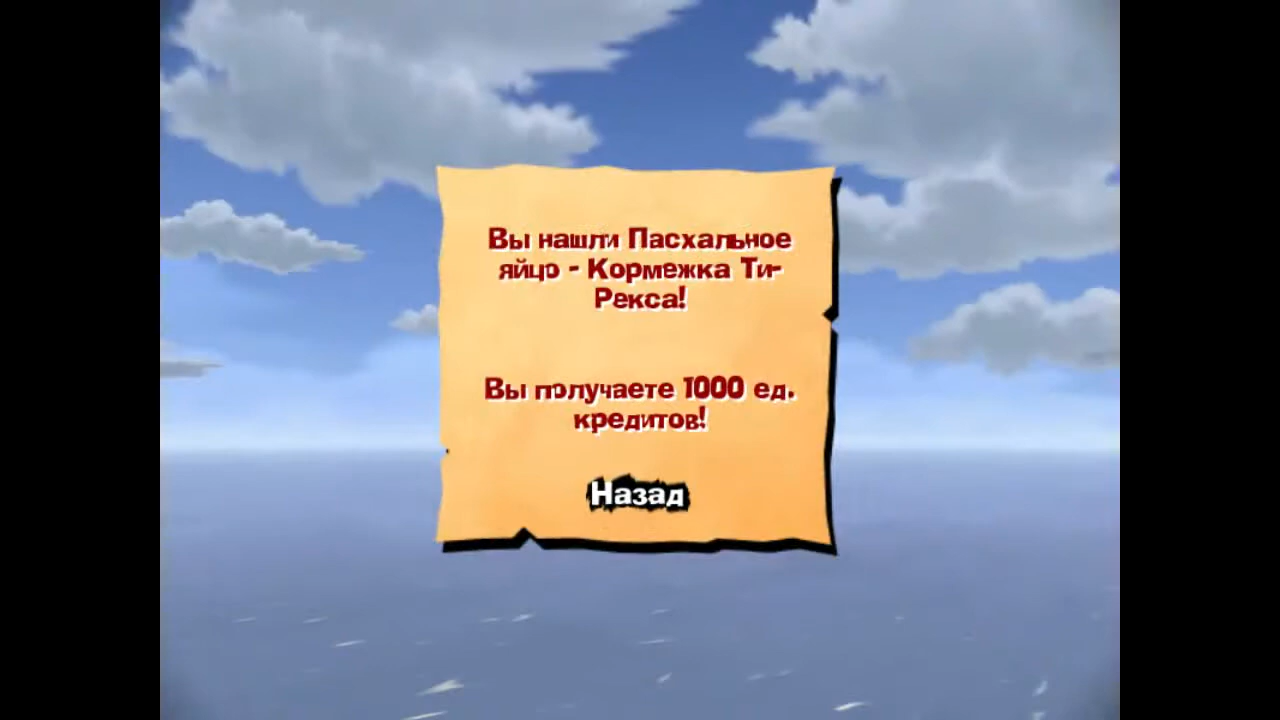 Вы нашли Пасхальное
яйцо - Кормежка Ти-
Рекса!
Вы получаете 1000 ед.
кредитов!
Назад